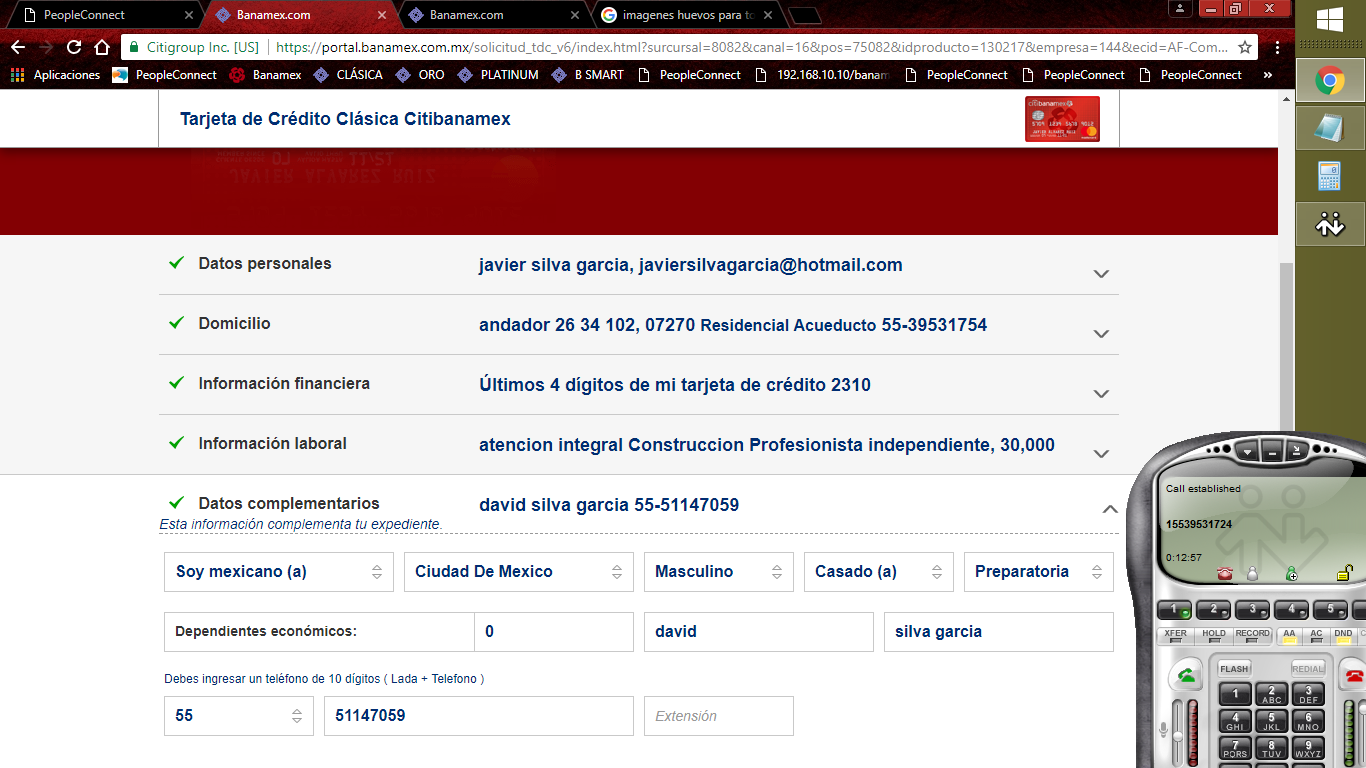 PeopleConnect
Banamex.com
Banamex.com
imagenes huevos para to
Citigroup Inc. [US] https://portal.banamex.com.mx/solicitud_tdc_v6/index.html?surcursal=8082&canal=16&pos=75082&idproducto=130217&empresa=144&ecid=AF-Com...
Aplicaciones PeopleConnect Banamex CLÁSICA ORO PLATINUM B SMART PeopleConnect 192.168.10.10/banam PeopleConnect PeopleConnect PeopleConnect »
Tarjeta de Crédito Clásica Citibanamex
Datos personales javier silva garcia, javiersilvagarcia@hotmail.com
Domicilio andador 26 34 102, 07270 Residencial Acueducto 55-39531754
Información financiera Últimos 4 dígitos de mi tarjeta de crédito 2310
Información laboral atencion integral Construccion Profesionista independiente, 30,000
Datos complementarios david silva garcia 55-51147059
Esta información complementa tu expediente.
Soy mexicano (a) Ciudad De Mexico Masculino Casado (a) Preparatoria
Dependientes económicos: 0 david silva garcia
Debes ingresar un teléfono de 10 dígitos ( Lada + Telefono )
55 51147059 Extensión
Call established
15539531724
0:12:57
1 2 3 4 5
XFER HOLD RECORD AA AC DND
FLASH REDIAL
1 2 ABC 3 DEF
4 GHI 5 JKL 6 MNO
7 PQRS 8 TUV 9 WXYZ